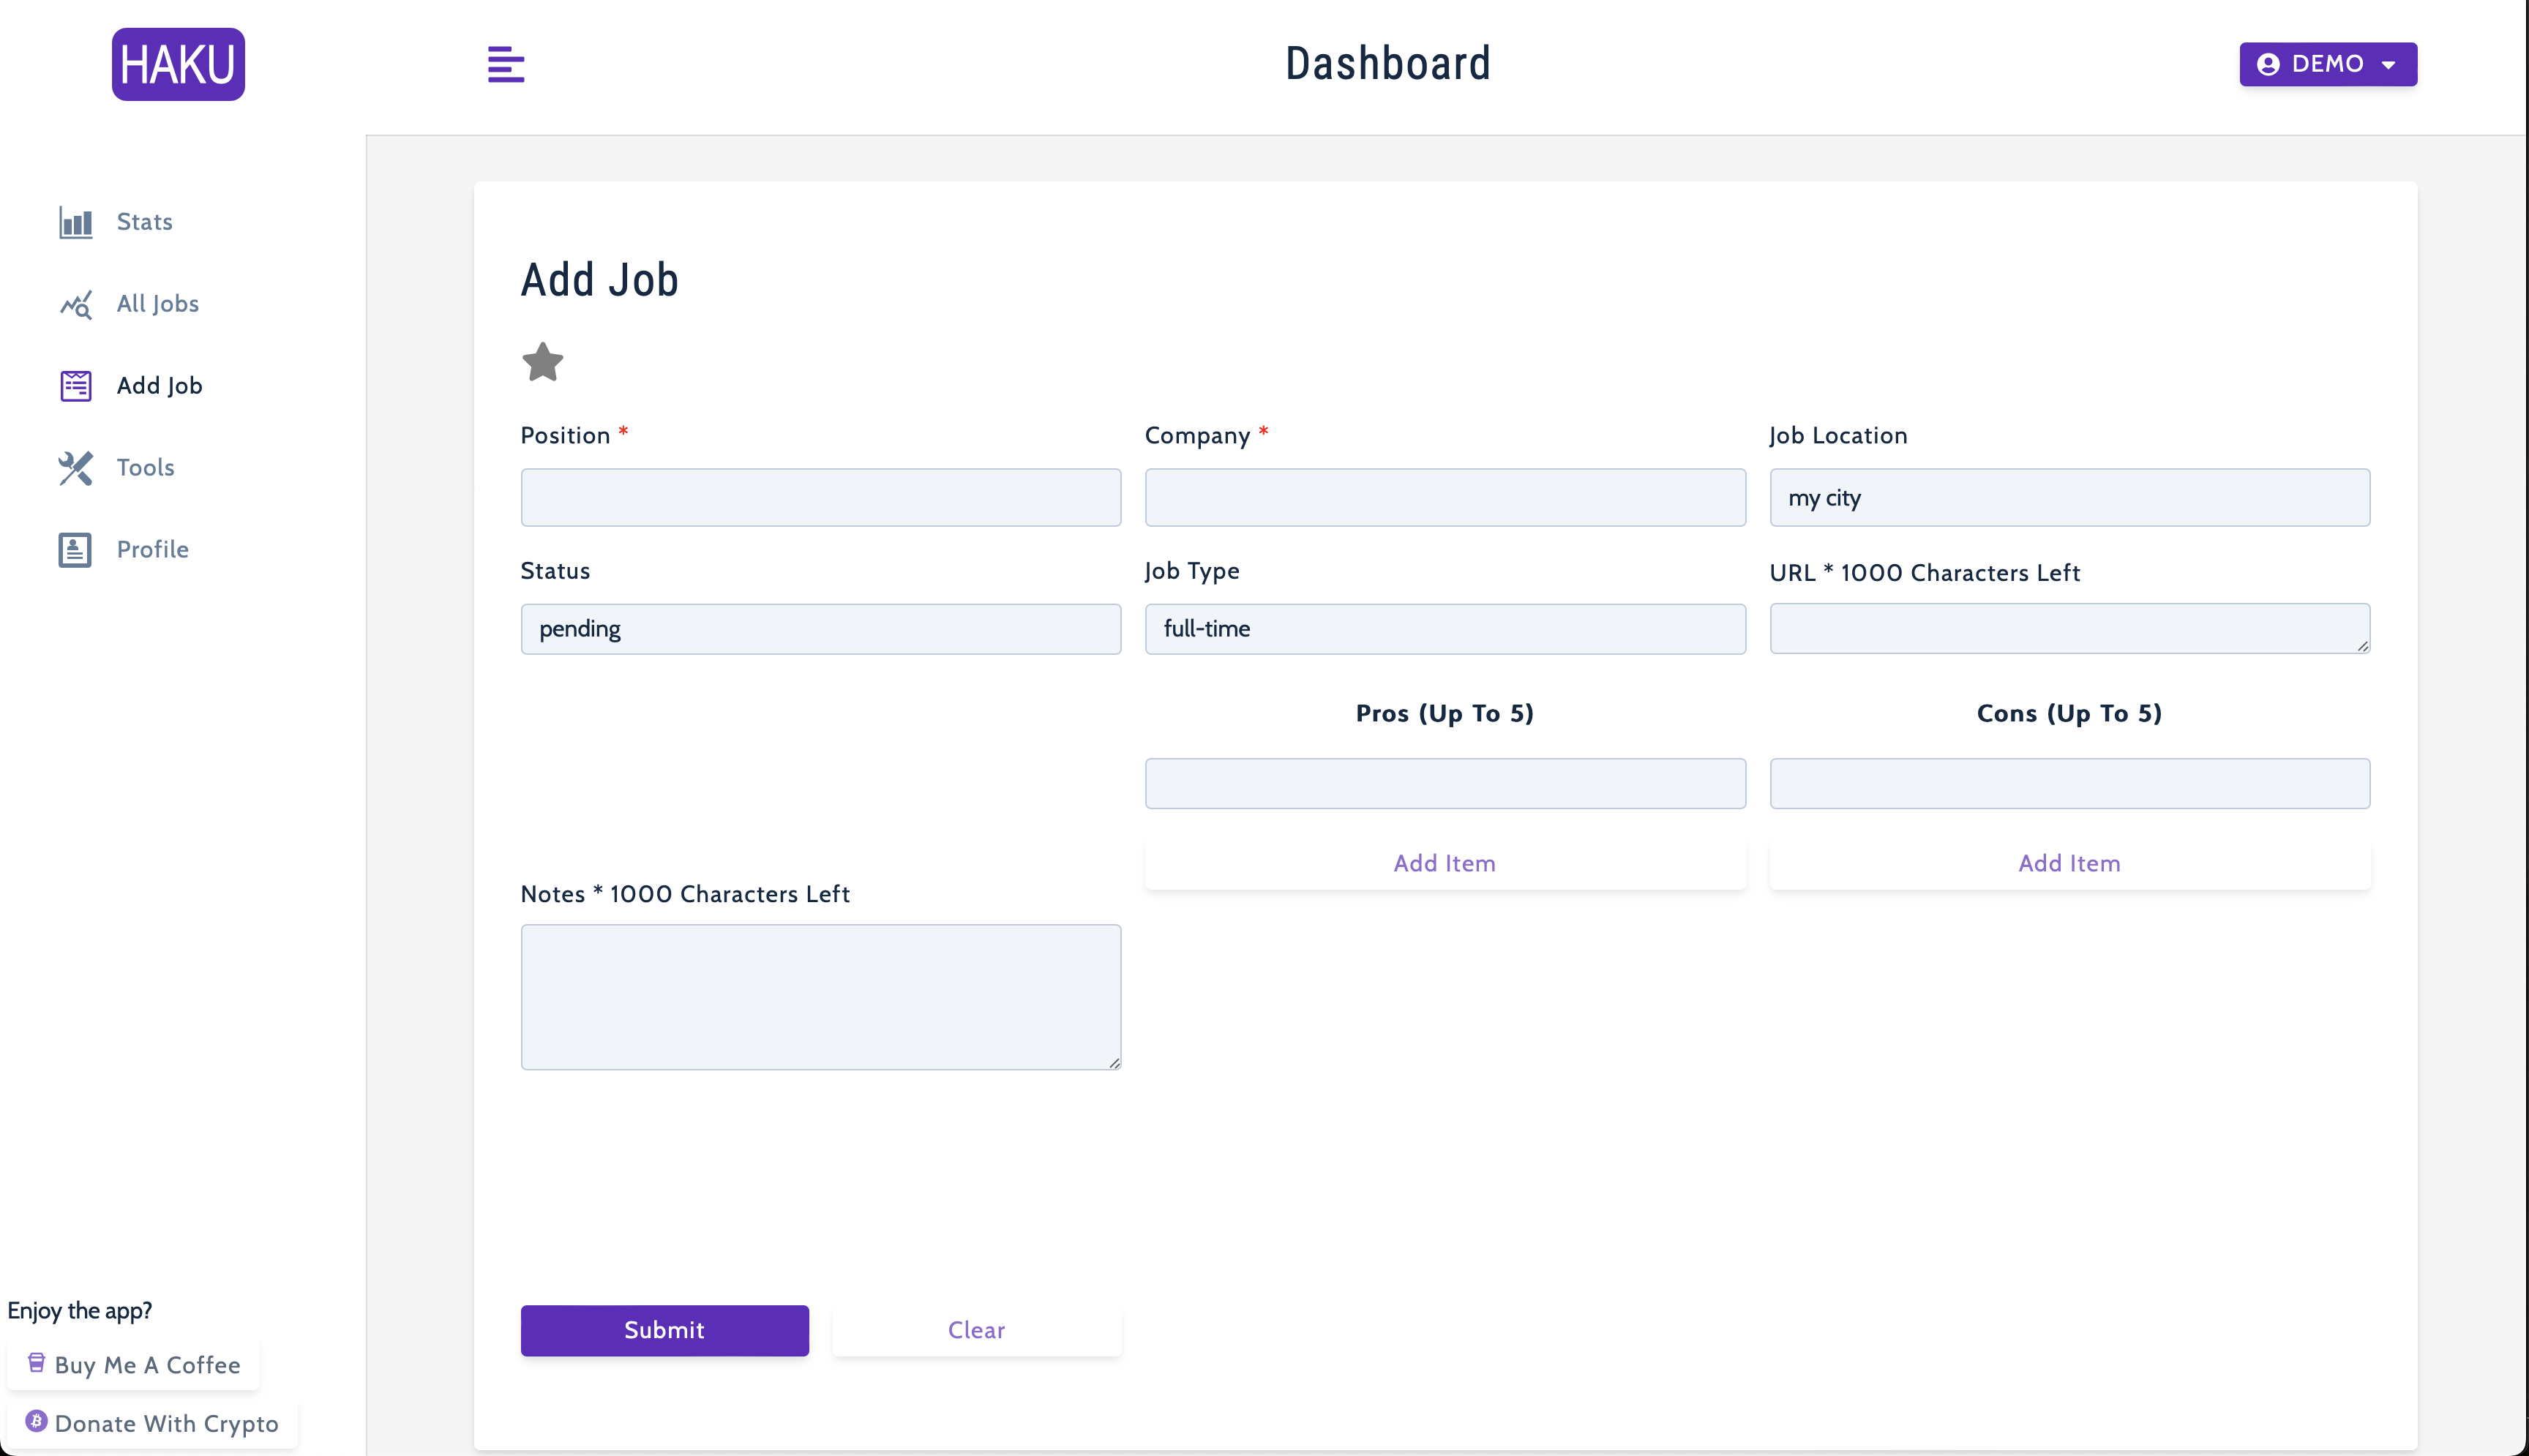 HAKU
Dashboard
DEMO
Stats
All Jobs
Add Job
Tools
Profile
Add Job
Position *
Company *
Job Location
my city
Status
Job Type
URL * 1000 Characters Left
pending
full-time
Pros (Up To 5)
Cons (Up To 5)
Add Item
Add Item
Notes * 1000 Characters Left
Submit
Clear
Enjoy the app?
Buy Me A Coffee
Donate With Crypto